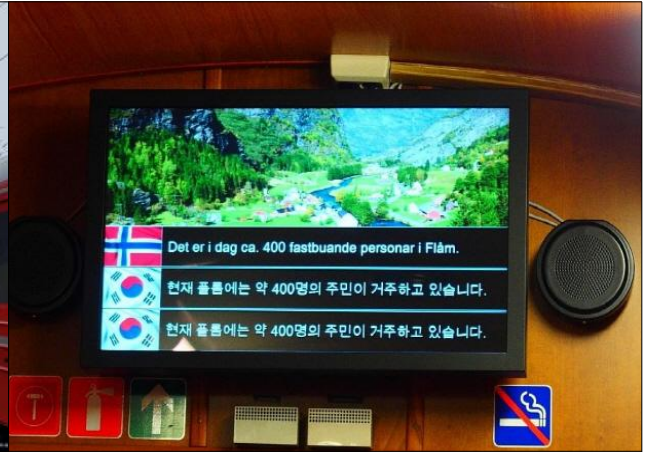 Det er i dag ca. 400 fastbuande personar i Flåm.
현재 플롬에는 약 400명의 주민이 거주하고 있습니다.
현재 플롬에는 약 400명의 주민이 거주하고 있습니다.